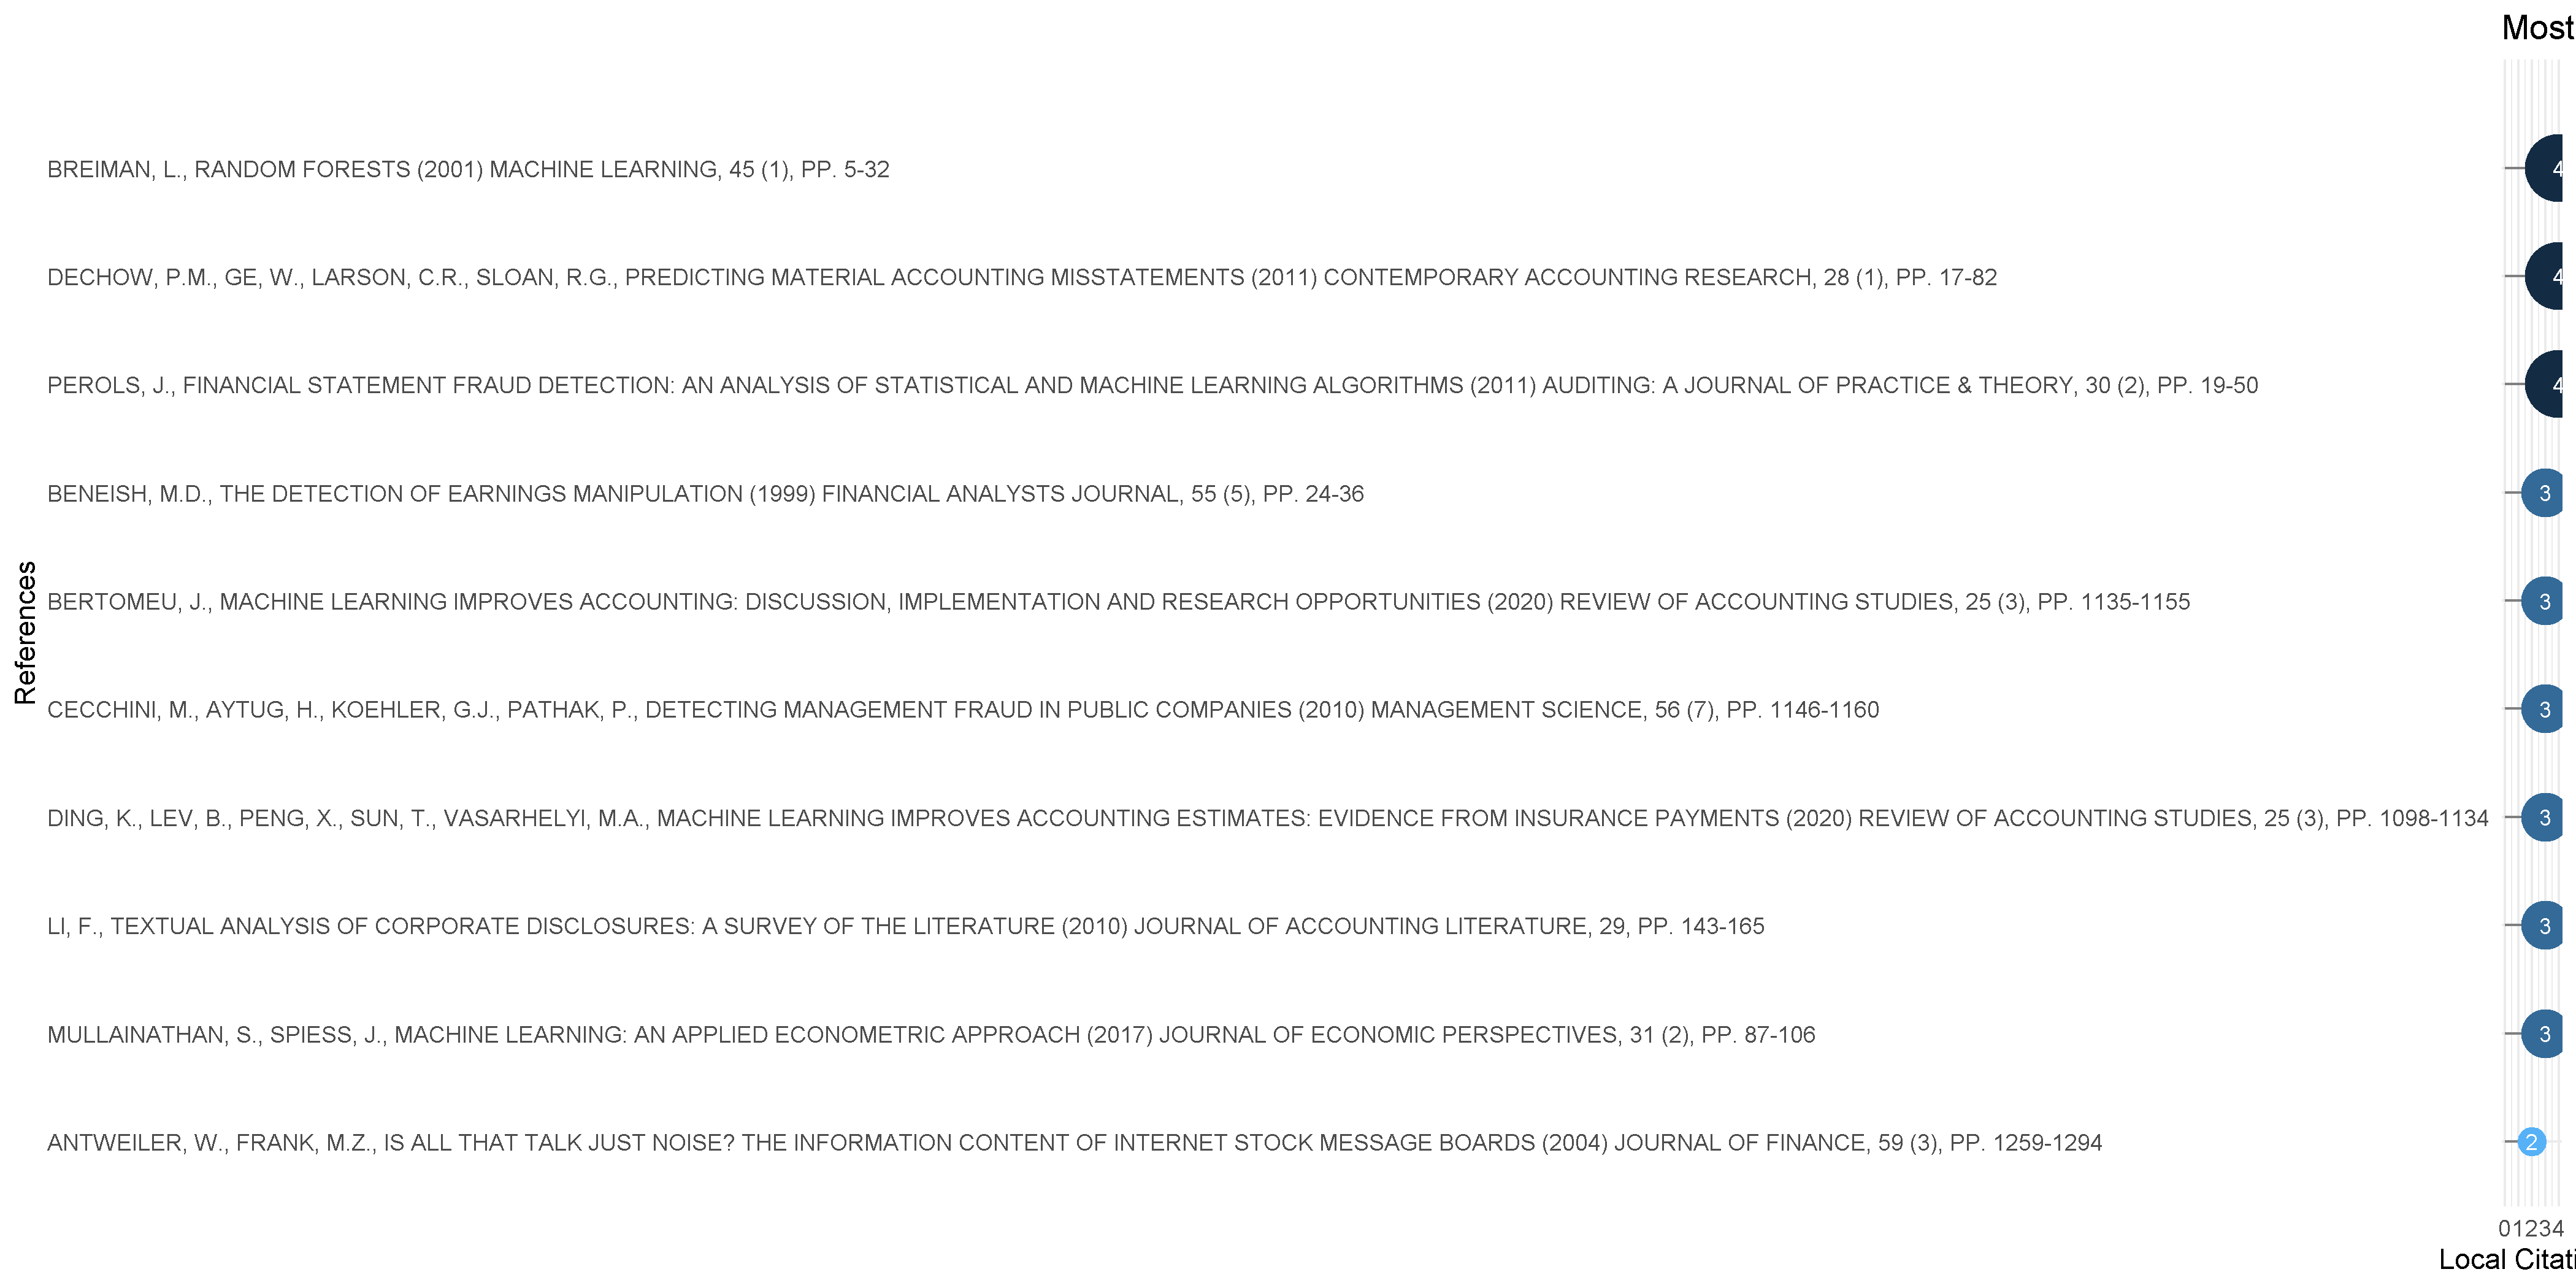 Most
BREIMAN, L., RANDOM FORESTS (2001) MACHINE LEARNING, 45 (1), PP. 5-32
4
DECHOW, P.M., GE, W., LARSON, C.R., SLOAN, R.G., PREDICTING MATERIAL ACCOUNTING MISSTATEMENTS (2011) CONTEMPORARY ACCOUNTING RESEARCH, 28 (1), PP. 17-82
4
PEROLS, J., FINANCIAL STATEMENT FRAUD DETECTION: AN ANALYSIS OF STATISTICAL AND MACHINE LEARNING ALGORITHMS (2011) AUDITING: A JOURNAL OF PRACTICE & THEORY, 30 (2), PP. 19-50
4
BENEISH, M.D., THE DETECTION OF EARNINGS MANIPULATION (1999) FINANCIAL ANALYSTS JOURNAL, 55 (5), PP. 24-36
3
References
BERTOMEU, J., MACHINE LEARNING IMPROVES ACCOUNTING: DISCUSSION, IMPLEMENTATION AND RESEARCH OPPORTUNITIES (2020) REVIEW OF ACCOUNTING STUDIES, 25 (3), PP. 1135-1155
3
CECCHINI, M., AYTUG, H., KOEHLER, G.J., PATHAK, P., DETECTING MANAGEMENT FRAUD IN PUBLIC COMPANIES (2010) MANAGEMENT SCIENCE, 56 (7), PP. 1146-1160
3
DING, K., LEV, B., PENG, X., SUN, T., VASARHELYI, M.A., MACHINE LEARNING IMPROVES ACCOUNTING ESTIMATES: EVIDENCE FROM INSURANCE PAYMENTS (2020) REVIEW OF ACCOUNTING STUDIES, 25 (3), PP. 1098-1134
3
LI, F., TEXTUAL ANALYSIS OF CORPORATE DISCLOSURES: A SURVEY OF THE LITERATURE (2010) JOURNAL OF ACCOUNTING LITERATURE, 29, PP. 143-165
3
MULLAINATHAN, S., SPIESS, J., MACHINE LEARNING: AN APPLIED ECONOMETRIC APPROACH (2017) JOURNAL OF ECONOMIC PERSPECTIVES, 31 (2), PP. 87-106
3
ANTWEILER, W., FRANK, M.Z., IS ALL THAT TALK JUST NOISE? THE INFORMATION CONTENT OF INTERNET STOCK MESSAGE BOARDS (2004) JOURNAL OF FINANCE, 59 (3), PP. 1259-1294
2
01234
Local Citati